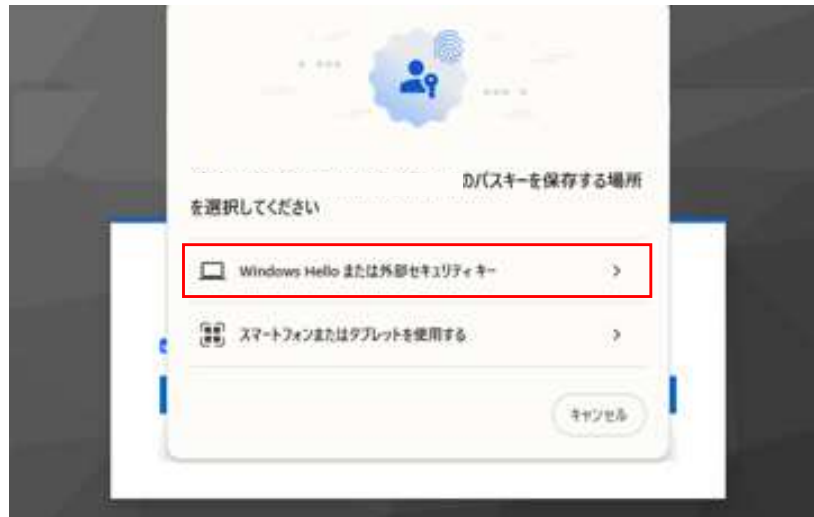 のパスキーを保存する場所
を選択してください
Windows Hello または外部セキュリティ キー
スマートフォンまたはタブレットを使用する
キャンセル